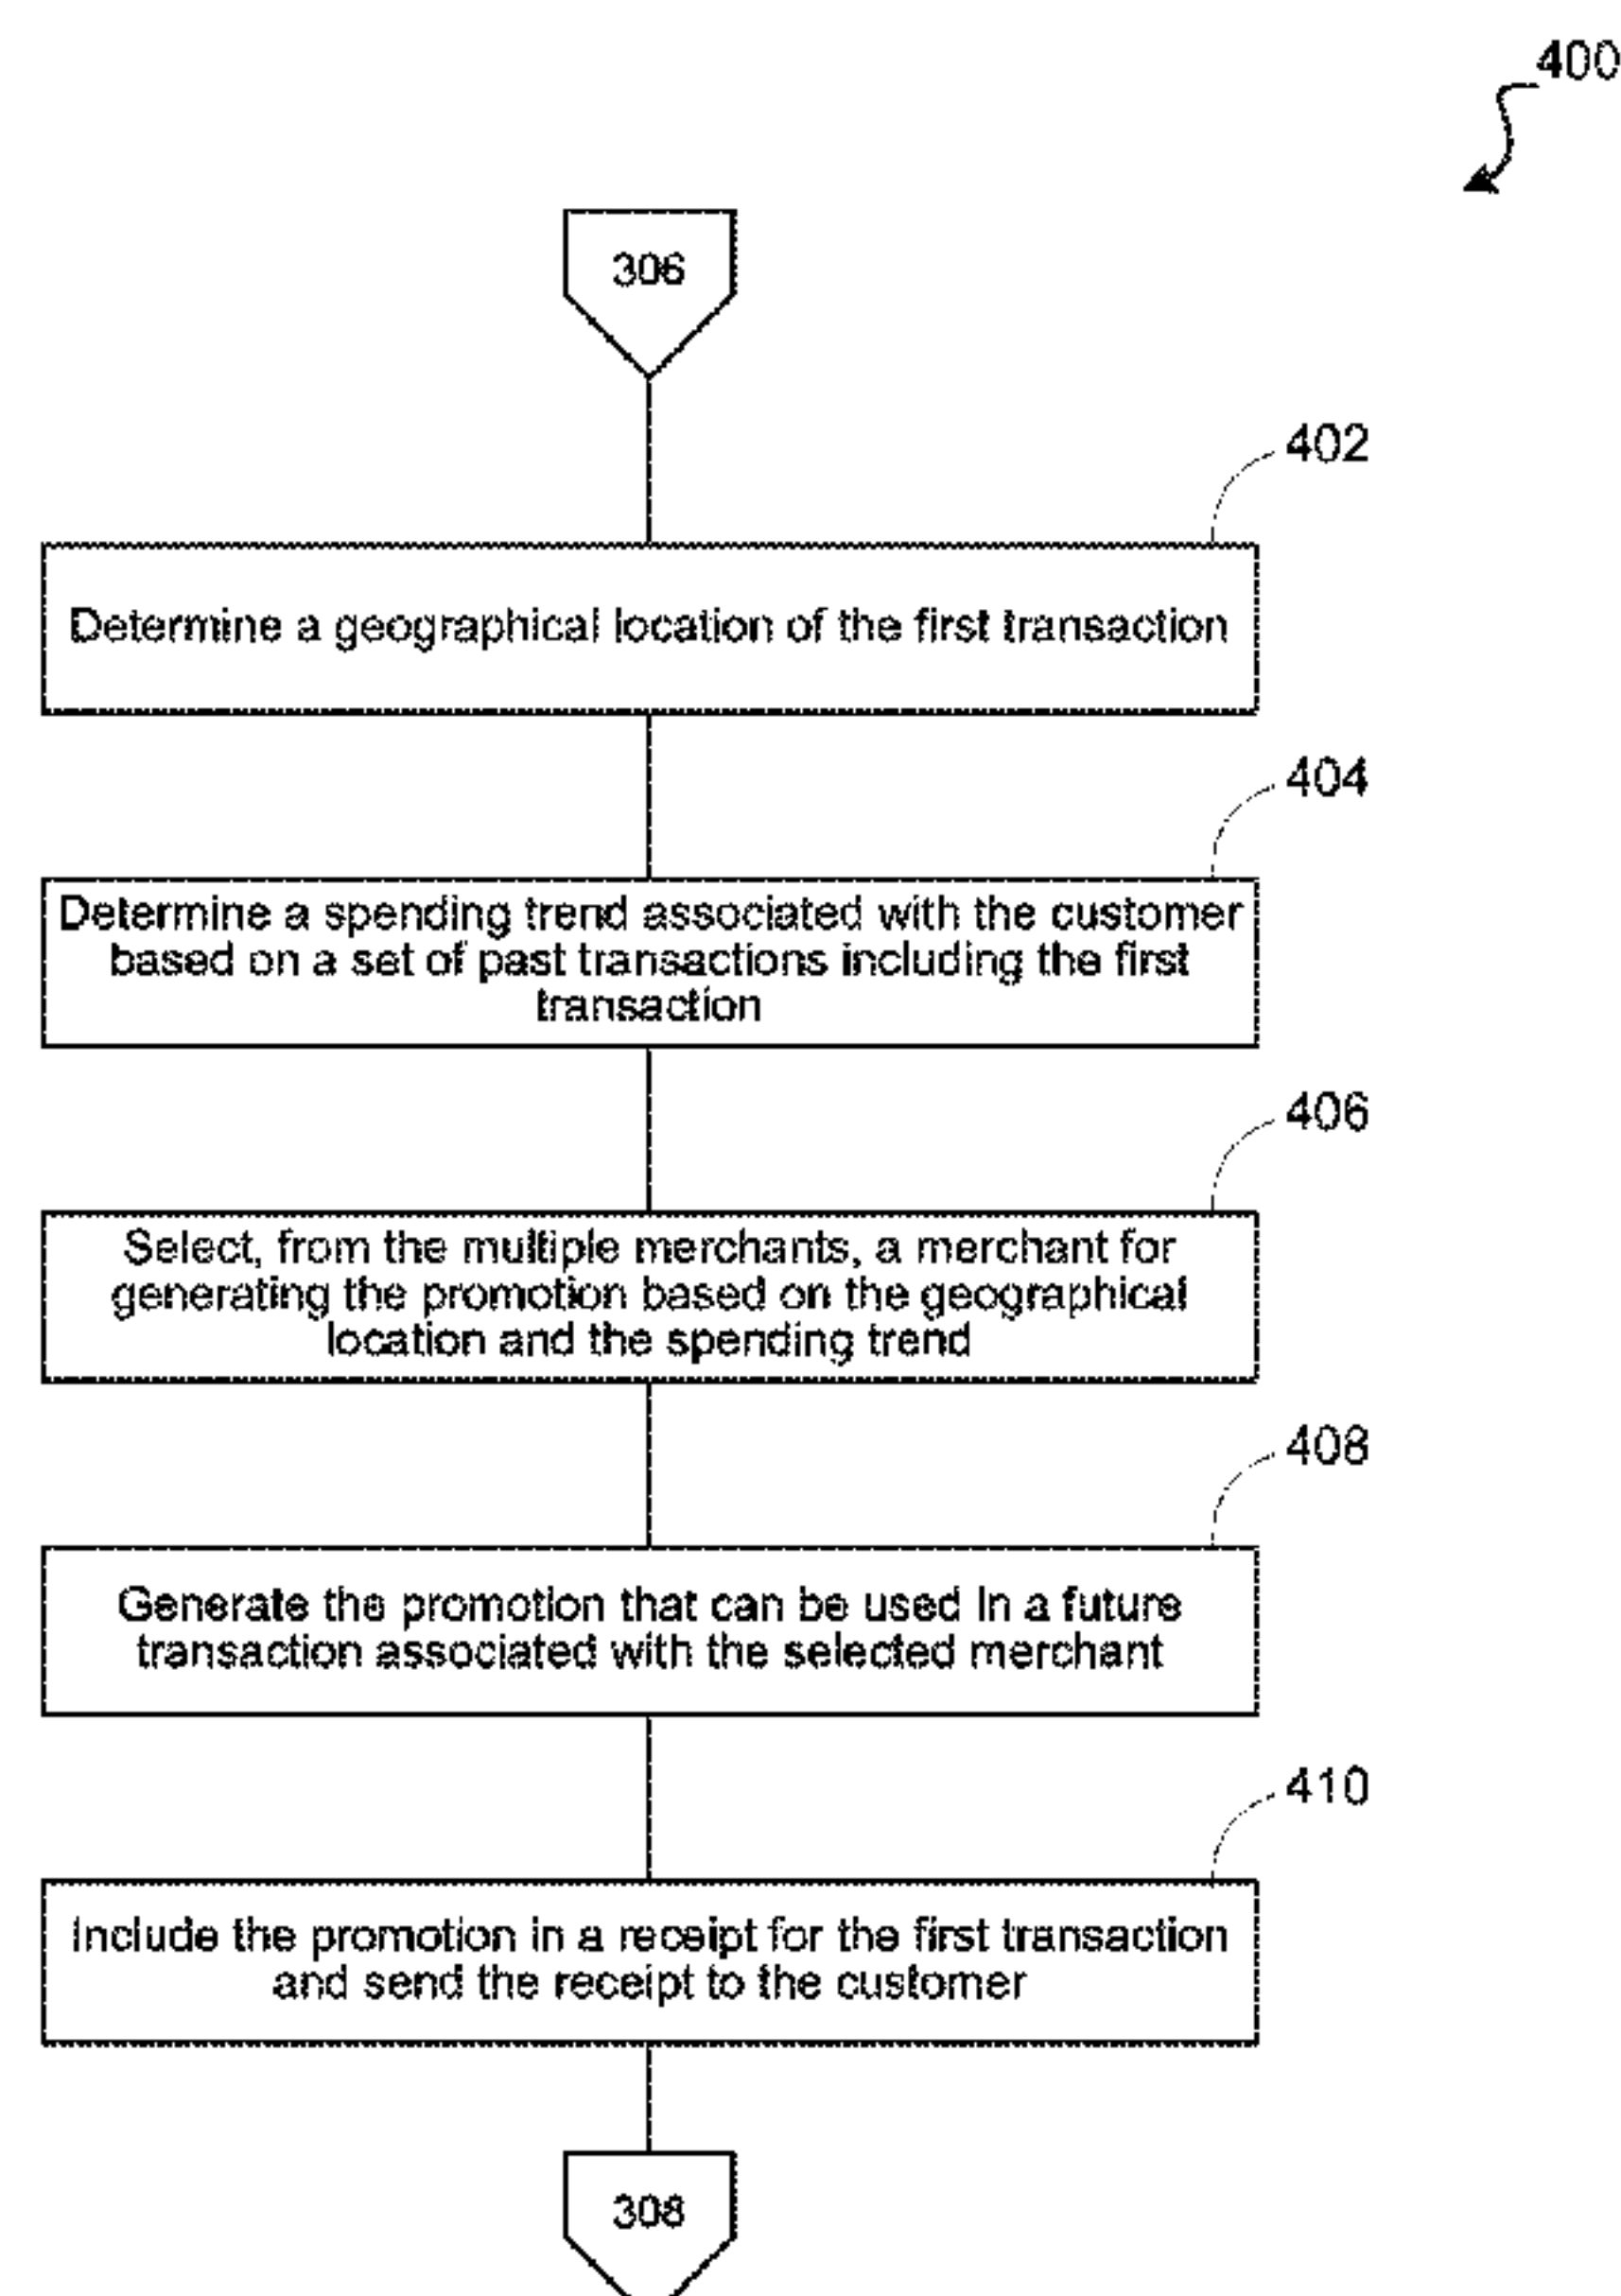 400
306
402
Determine a geographical location of the first transaction
404
Determine a spending trend associated with the customer
based on a set of past transactions including the first
transaction
406
Select, from the multiple merchants, a merchant for
generating the promotion based on the geographical
location and the spending trend
408
Generate the promotion that can be used in a future
transaction associated with the selected merchant
410
Include the promotion in a receipt for the first transaction
and send the receipt to the customer
308